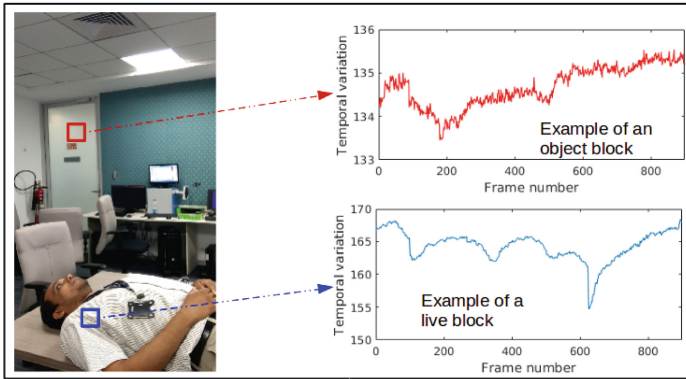 136
135
134
133
Temporal variation
0
200
400
600
800
Frame number
Example of an
object block
170
165
160
155
150
Temporal variation
0
200
400
600
800
Frame number
Example of a
live block